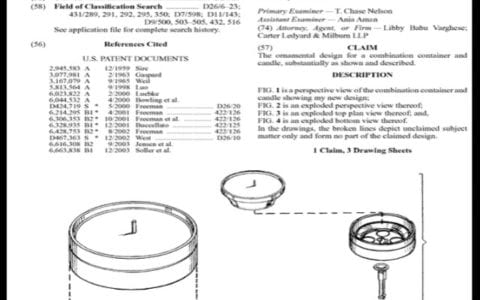 (58) Field of Classification Search .............. D26/6–23;
431/289, 291, 292, 295, 350; D7/598; D11/143;
D9/500, 503–505, 432, 516
See application file for complete search history.
(56) References Cited
U.S. PATENT DOCUMENTS
2,945,583 A 12/1959 Sise
3,077,981 A 2/1963 Gaspard
3,167,079 A 9/1965 Weil
5,813,564 A 9/1998 Luo
6,023,822 A 2/2000 Luebke
6,044,532 A 4/2000 Bowling et al.
D424,719 S * 5/2000 Freeman .............. D26/20
6,214,295 B1 * 4/2001 Freeman .............. 422/126
6,306,353 B2 * 10/2001 Freeman et al. .......... 422/126
6,328,935 B1 * 12/2001 Buccellato .............. 422/125
6,428,753 B2 * 8/2002 Freeman .............. 422/126
D467,363 S * 12/2002 West .............. D26/10
6,616,308 B2 9/2003 Jensen et al.
6,663,838 B1 12/2003 Soller et al.
Primary Examiner — T. Chase Nelson
Assistant Examiner — Ania Aman
(74) Attorney, Agent, or Firm — Libby Babu Varghese;
Carter Ledyard & Milburn LLP
(57) CLAIM
The ornamental design for a combination container and
candle, substantially as shown and described.
DESCRIPTION
FIG. 1 is a perspective view of the combination container and
candle showing my new design;
FIG. 2 is an exploded perspective view thereof;
FIG. 3 is an exploded top plan view thereof; and,
FIG. 4 is an exploded bottom view thereof.
In the drawings, the broken lines depict unclaimed subject
matter only and form no part of the claimed design.
1 Claim, 3 Drawing Sheets